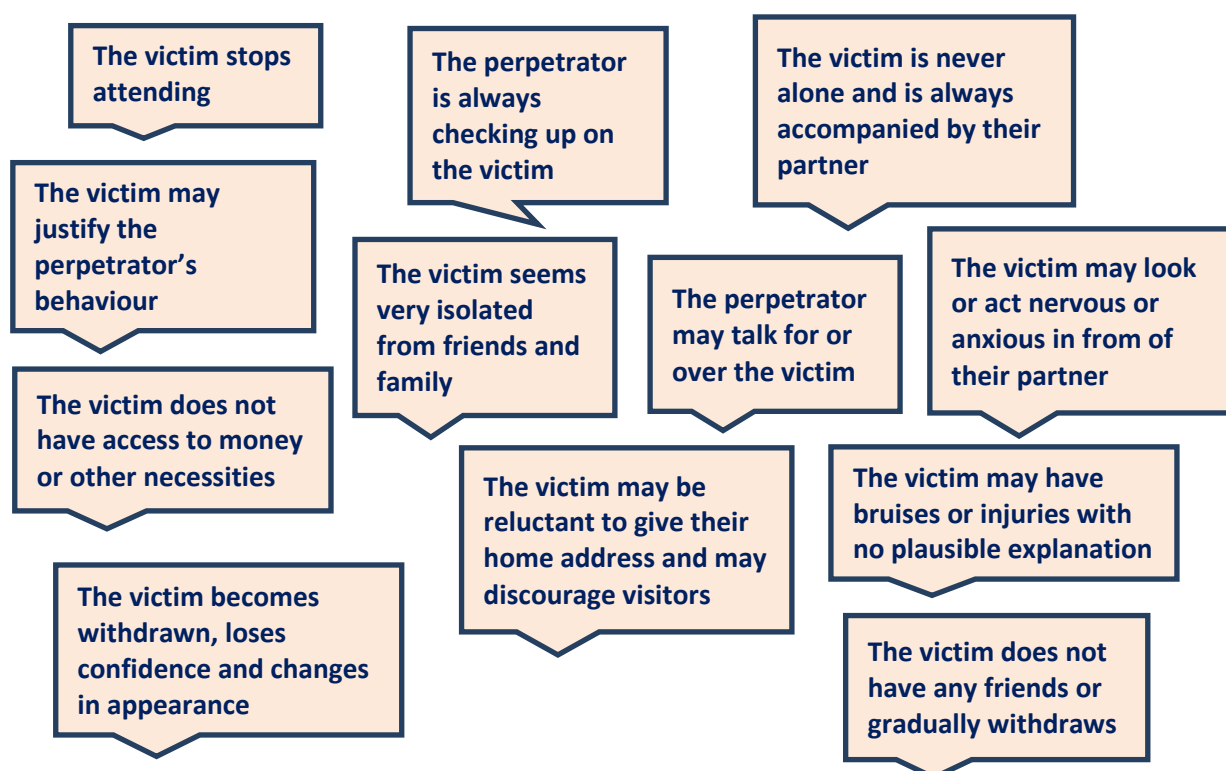 The victim stops
attending
The perpetrator
is always
checking up on
the victim
The victim is never
alone and is always
accompanied by their
partner
The victim may
justify the
perpetrator's
behaviour
The victim seems
very isolated
from friends and
family
The perpetrator
may talk for or
over the victim
The victim may look
or act nervous or
anxious in from of
their partner
The victim does not
have access to money
or other necessities
The victim may be
reluctant to give their
home address and may
discourage visitors
The victim may have
bruises or injuries with
no plausible explanation
The victim becomes
withdrawn, loses
confidence and changes
in appearance
The victim does not
have any friends or
gradually withdraws